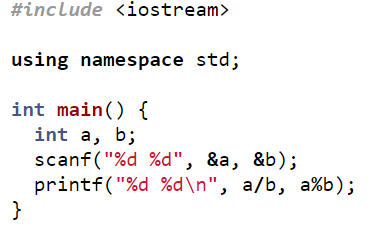 #include <iostream>

using namespace std;

int main() {
  int a, b;
  scanf("%d %d", &a, &b);
  printf("%d %d\n", a/b, a%b);
}